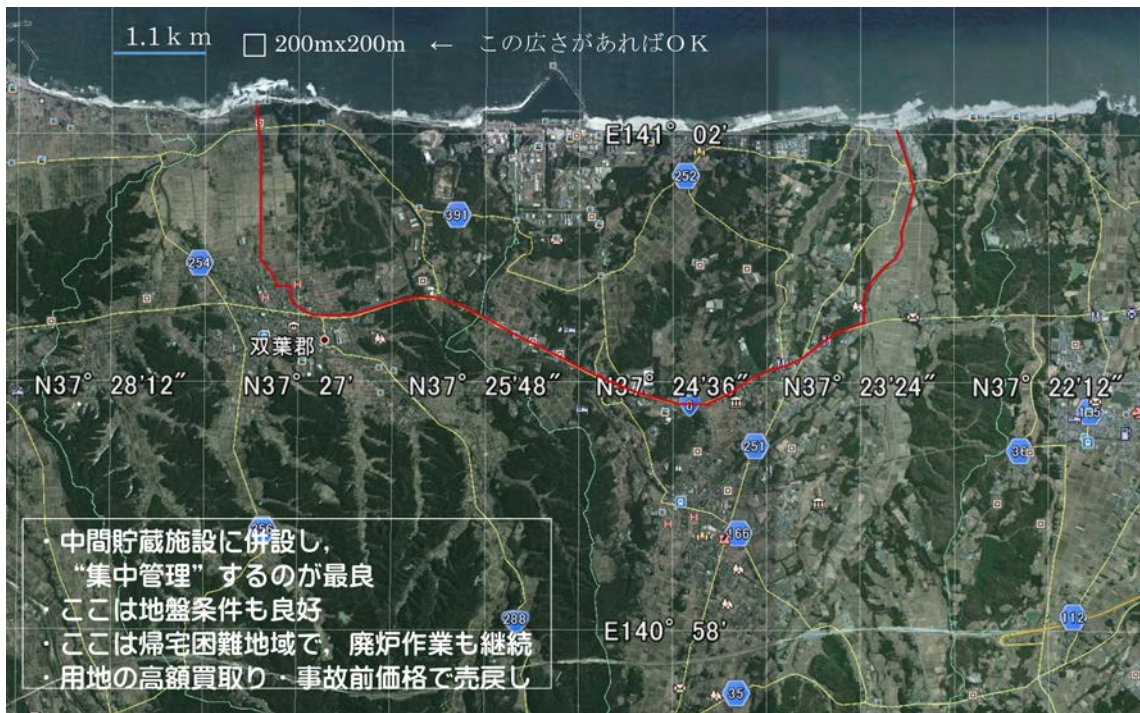 1.1ｋｍ
200mx200m ← この広さがあればＯＫ
E141° 02'
252
391
254
双葉郡
N37° 28'12"
N37° 27'
N37° 25'48"
N37° 24'36"
N37° 23'24"
N37° 22'12"
6
251
36
256
166
288
112
E140° 58'
35
・中間貯蔵施設に併設し，
“集中管理”するのが最良
・ここは地盤条件も良好
・ここは帰宅困難地域で，廃炉作業も継続
・用地の高額買取り・事故前価格で売戻し